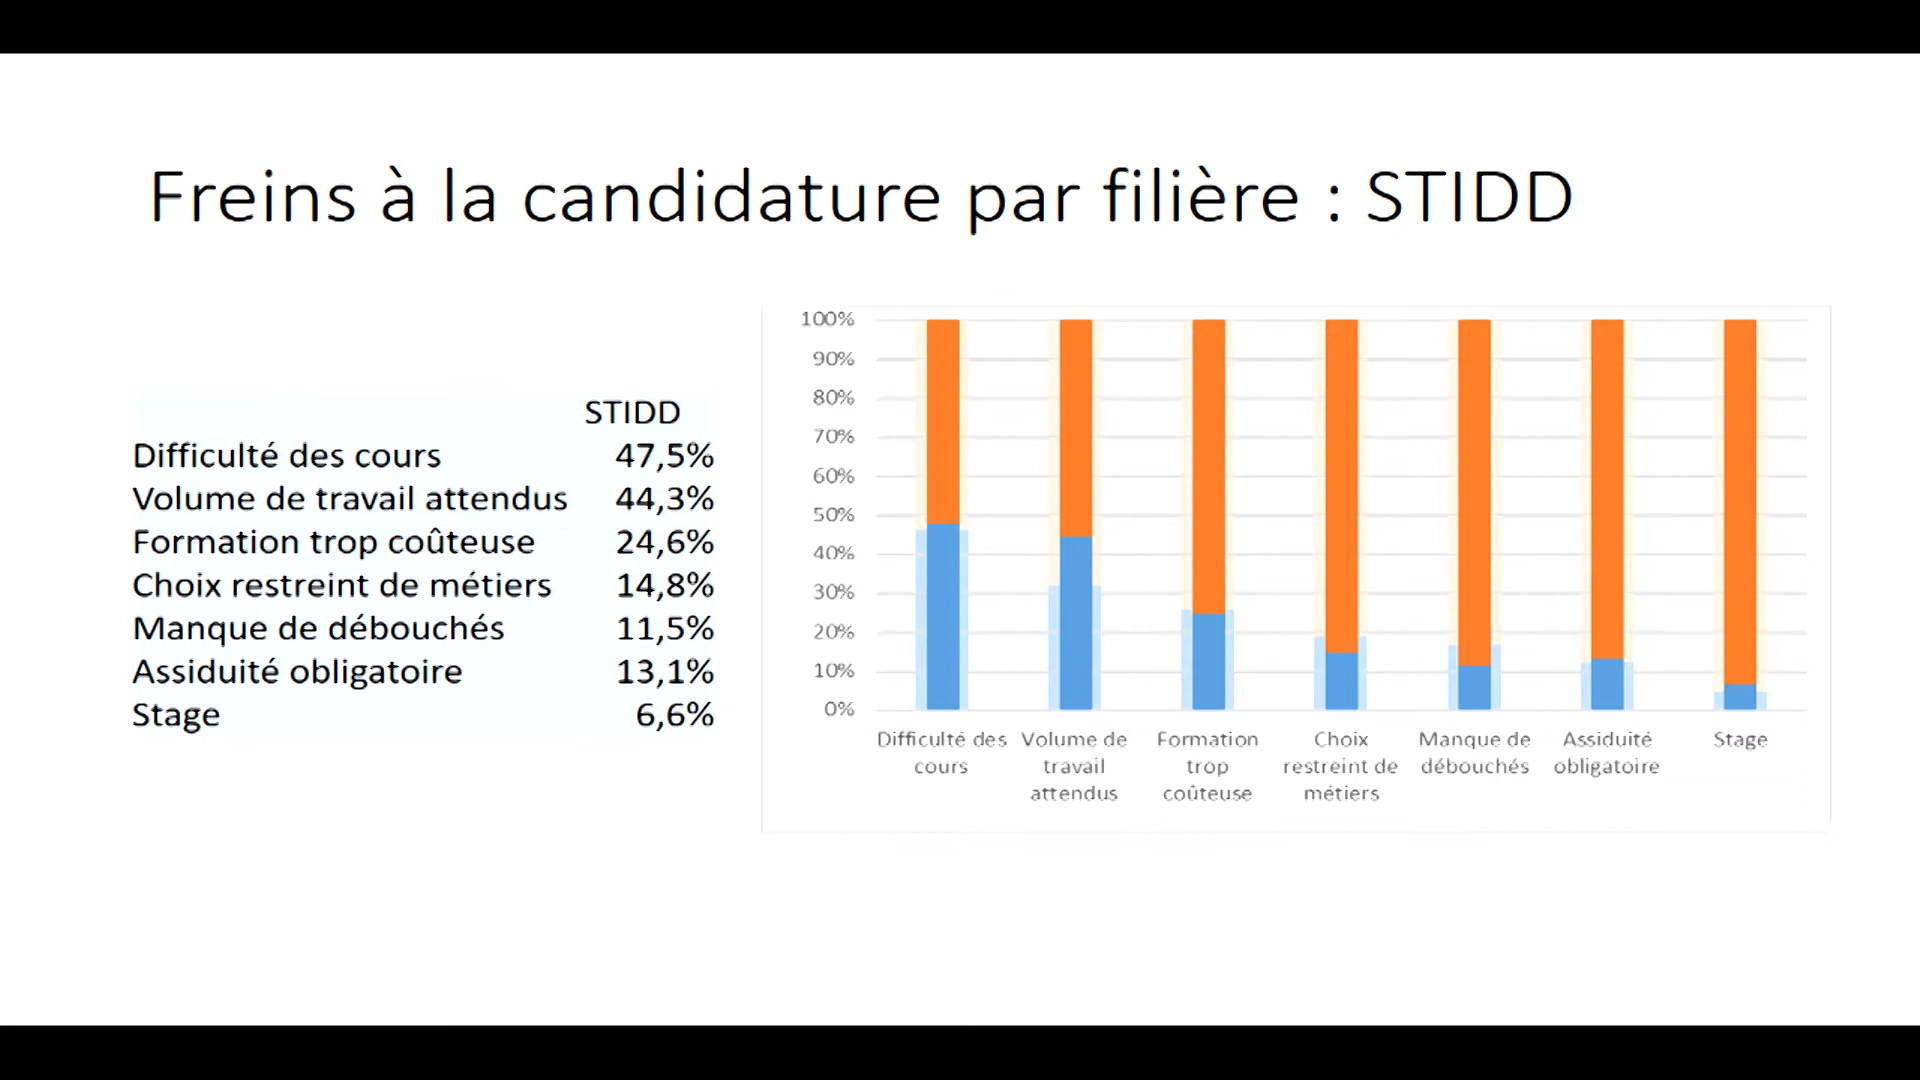 Freins à la candidature par filière : STIDD
STIDD
Difficulté des cours 47,5%
Volume de travail attendus 44,3%
Formation trop coûteuse 24,6%
Choix restreint de métiers 14,8%
Manque de débouchés 11,5%
Assiduité obligatoire 13,1%
Stage 6,6%
100%
90%
80%
70%
60%
50%
40%
30%
20%
10%
0%
Difficulté des
cours
Volume de
travail
attendus
Formation
trop
coûteuse
Choix
restreint de
métiers
Manque de
débouchés
Assiduité
obligatoire
Stage